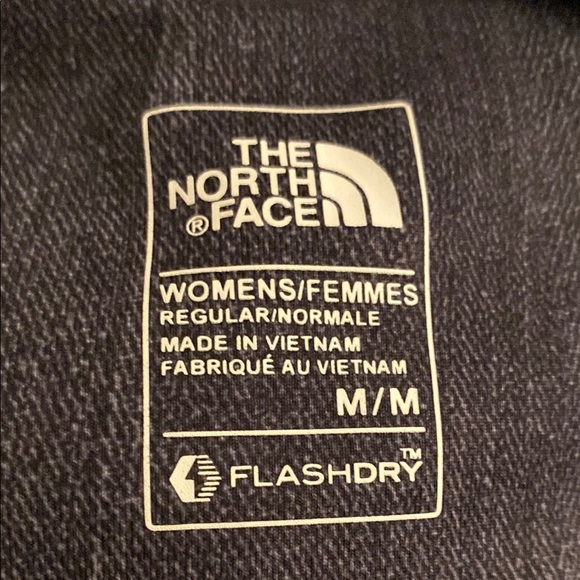 THE
NORTH
®FACE
WOMENS/FEMMES
REGULAR/NORMALE
MADE IN VIETNAM
FABRIQUÉ AU VIETNAM
M/M
FLASHDRY™